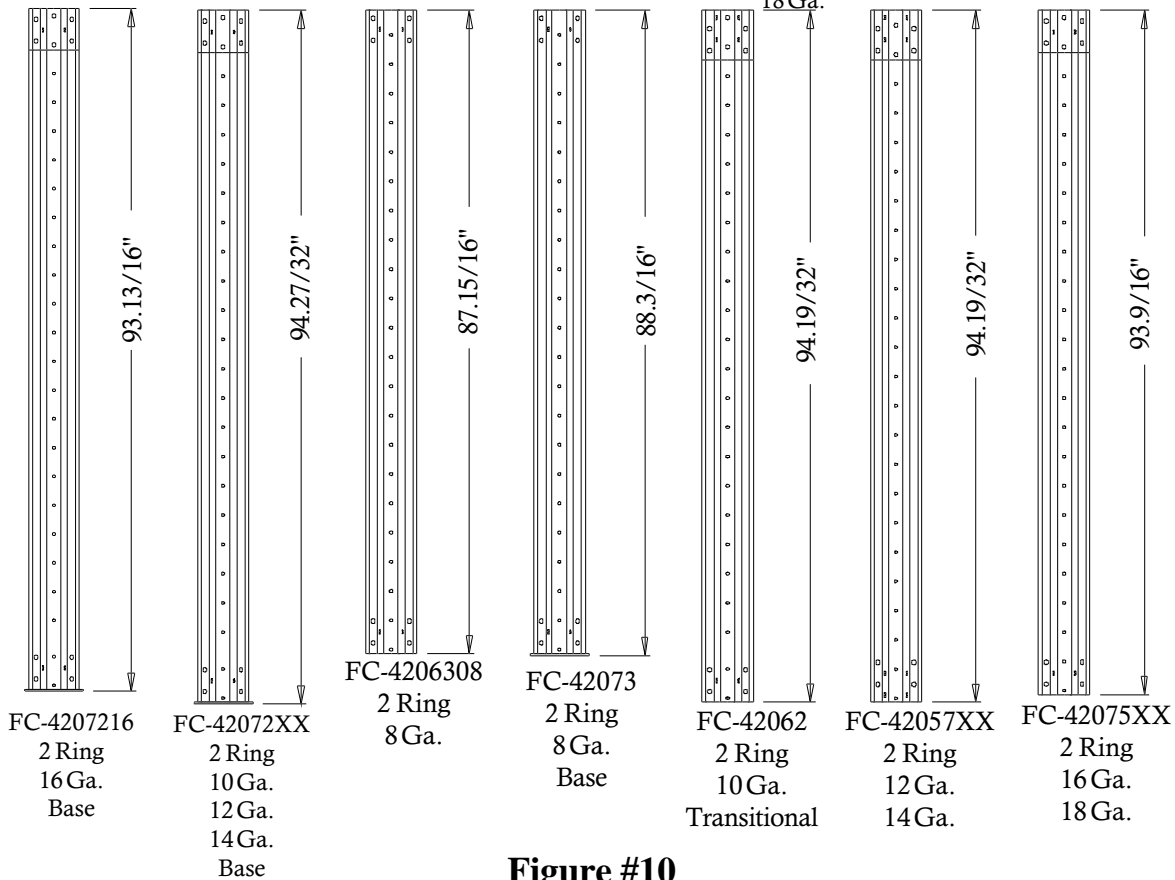 18 Ga.
93.13/16"
94.27/32"
87.15/16"
88.3/16"
94.19/32"
94.19/32"
93.9/16"
FC-4207216
2 Ring
16 Ga.
Base
FC-42072XX
2 Ring
10 Ga.
12 Ga.
14 Ga.
Base
FC-4206308
2 Ring
8 Ga.
FC-42073
2 Ring
8 Ga.
Base
FC-42062
2 Ring
10 Ga.
Transitional
FC-42057XX
2 Ring
12 Ga.
14 Ga.
FC-42075XX
2 Ring
16 Ga.
18 Ga.
Figure #10